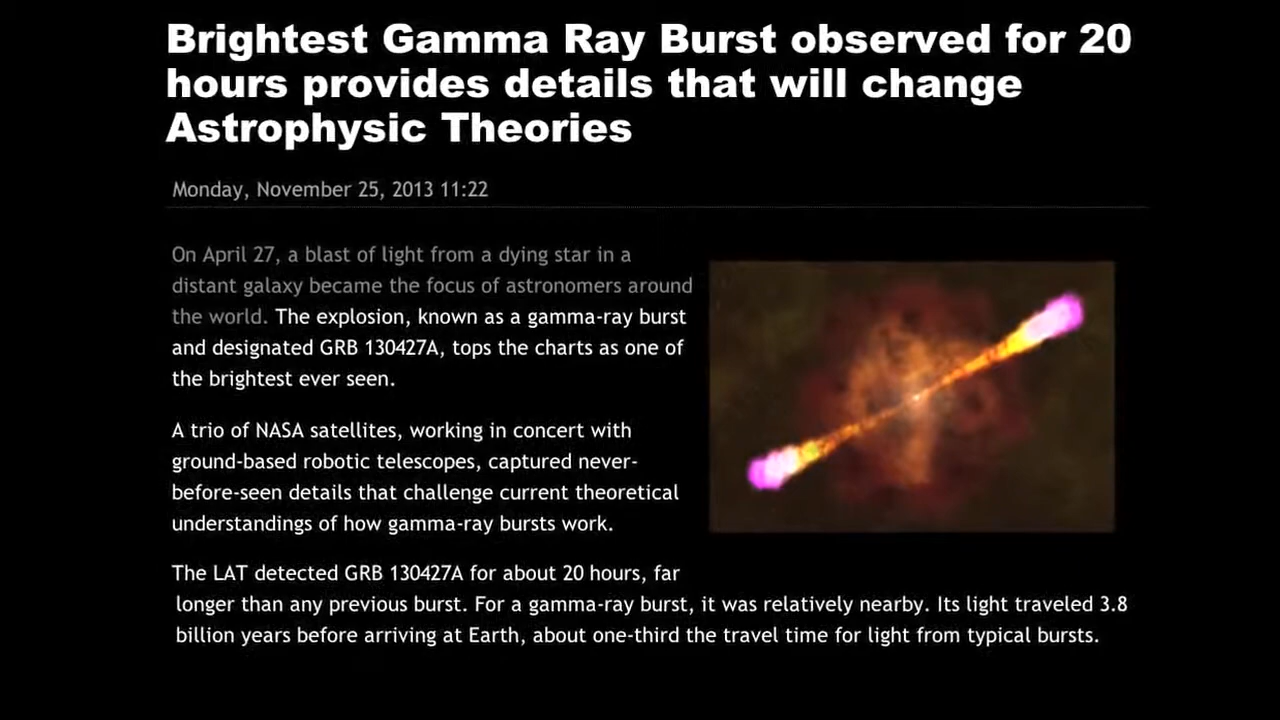 Brightest Gamma Ray Burst observed for 20
hours provides details that will change
Astrophysic Theories
Monday, November 25, 2013 11:22
On April 27, a blast of light from a dying star in a
distant galaxy became the focus of astronomers around
the world. The explosion, known as a gamma-ray burst
and designated GRB 130427A, tops the charts as one of
the brightest ever seen.
A trio of NASA satellites, working in concert with
ground-based robotic telescopes, captured never-
before-seen details that challenge current theoretical
understandings of how gamma-ray bursts work.
The LAT detected GRB 130427A for about 20 hours, far
longer than any previous burst. For a gamma-ray burst, it was relatively nearby. Its light traveled 3.8
billion years before arriving at Earth, about one-third the travel time for light from typical bursts.